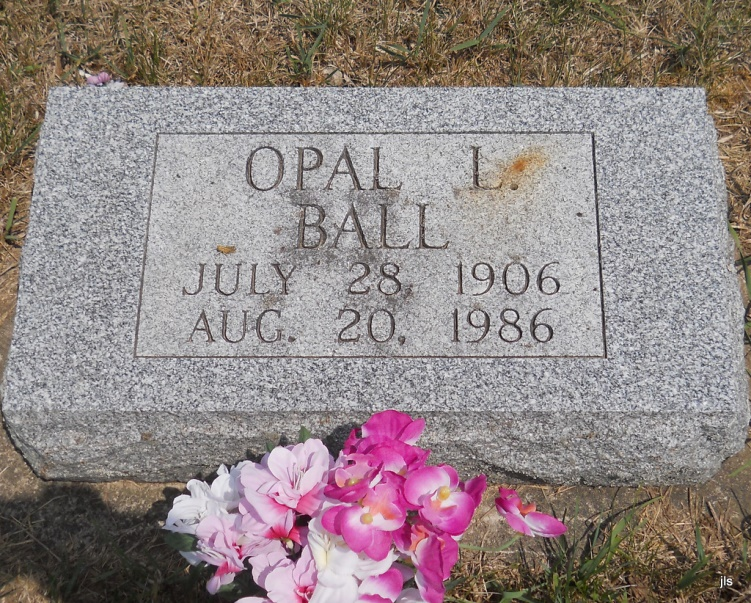 OPAL L.
BALL
JULY 28, 1906
AUG. 20, 1986
jls